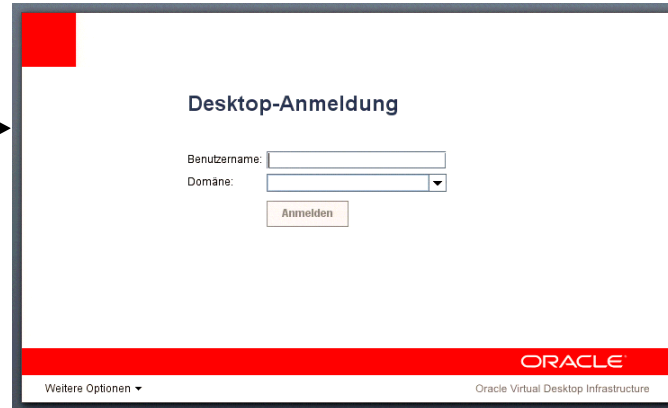 Desktop-Anmeldung
Benutzername:
Domäne:
Anmelden
ORACLE
Weitere Optionen
Oracle Virtual Desktop Infrastructure